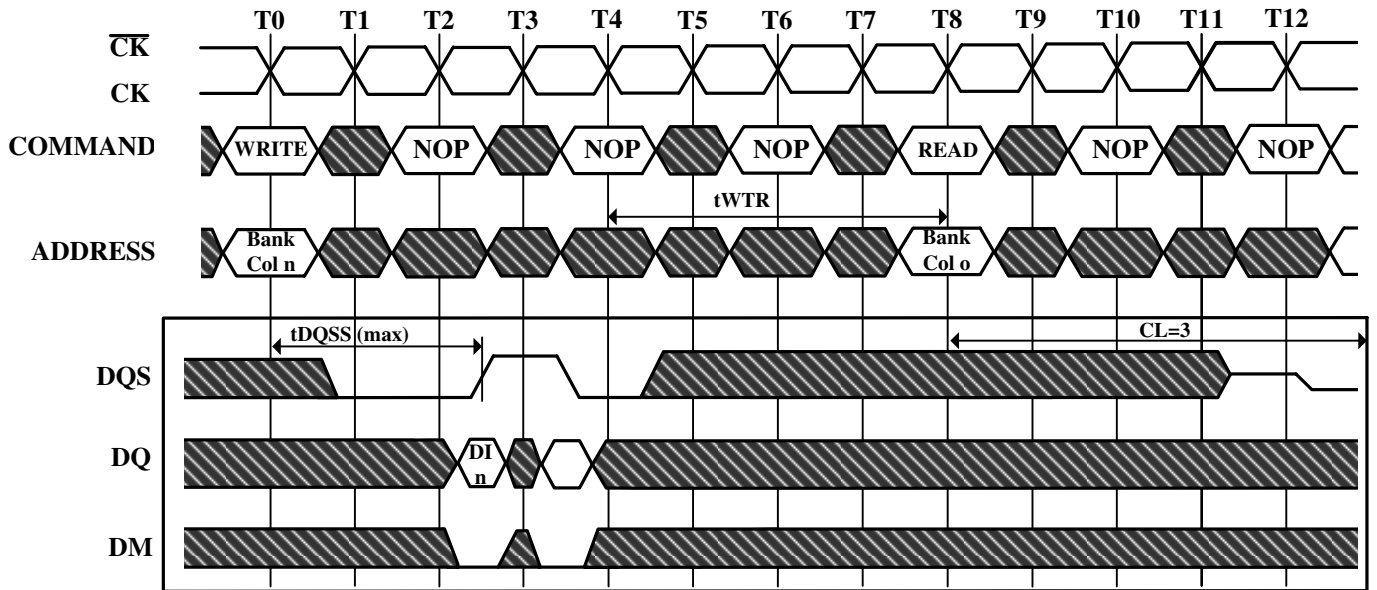 T0 T1 T2 T3 T4 T5 T6 T7 T8 T9 T10 T11 T12
CK
CK
COMMAND WRITE NOP NOP NOP READ NOP NOP
tWTR
ADDRESS Bank Col n Bank Col o
tDQSS (max) CL=3
DQS
DQ DI n
DM